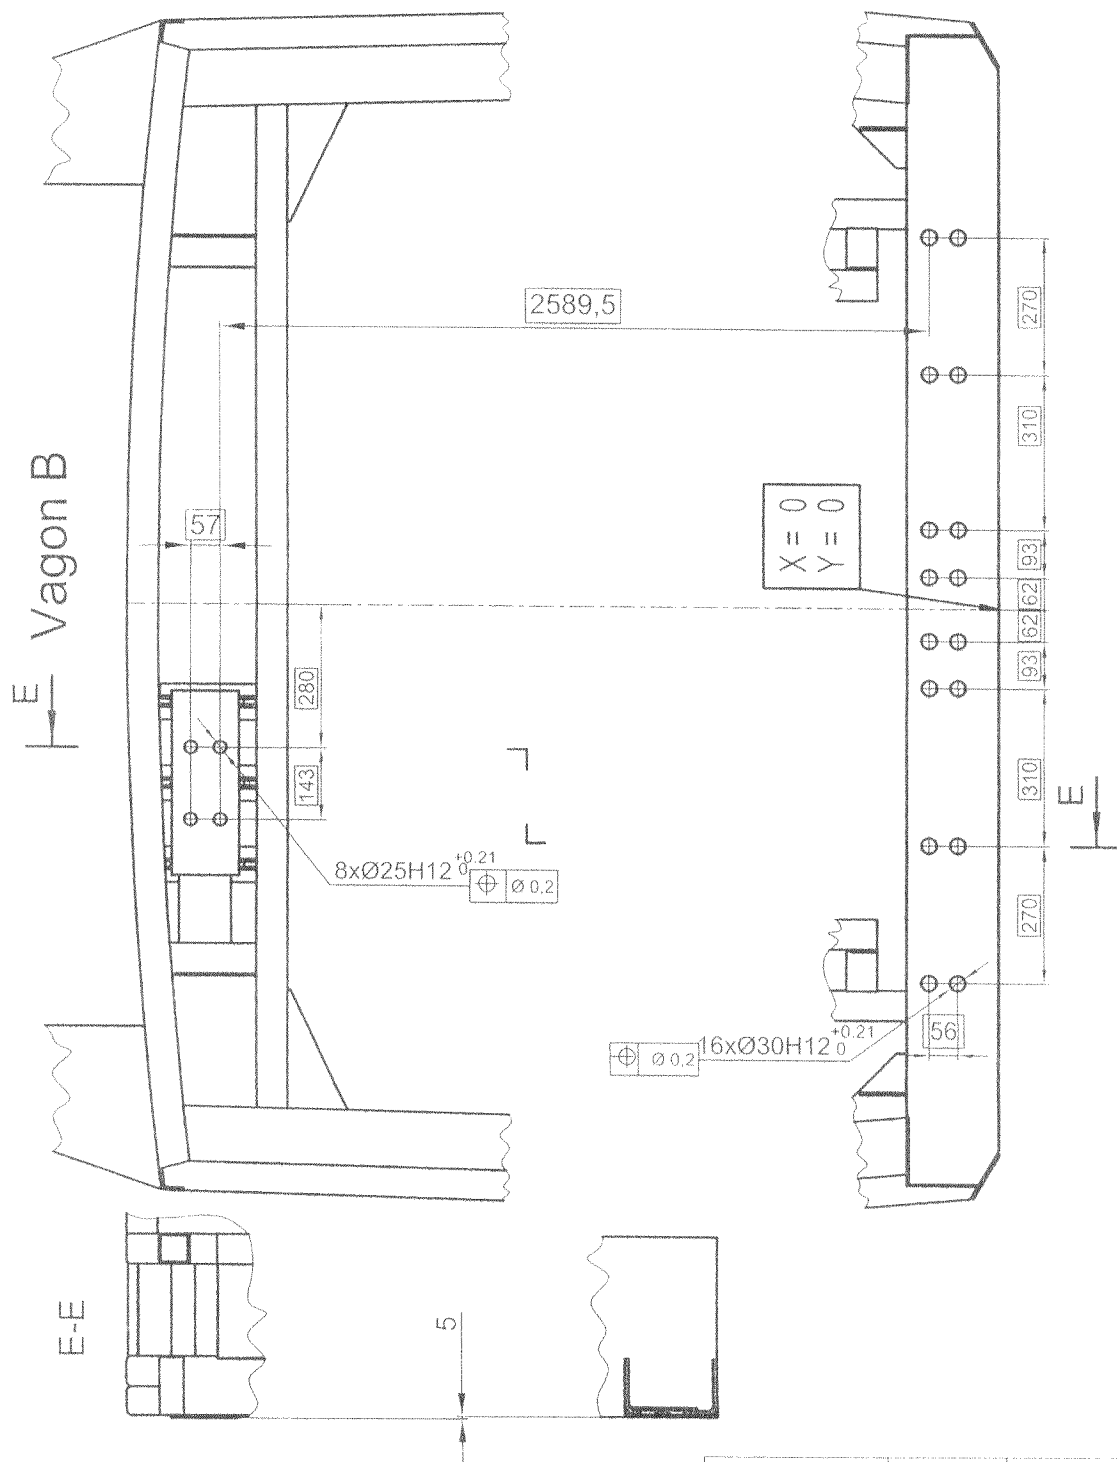 Vagon B
E
57
280
143
8xØ25H12 +0.21 0
Ø 0,2
2589,5
X = 0
Y = 0
270
310
93
62
62
93
310
270
E
56
16xØ30H12 +0.21 0
Ø 0,2
E-E
5